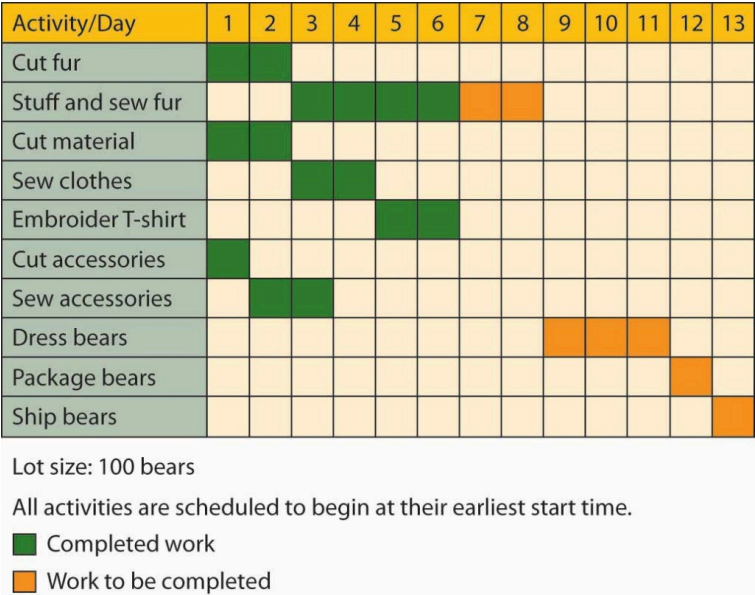 Activity/Day 1 2 3 4 5 6 7 8 9 10 11 12 13
Cut fur
Stuff and sew fur
Cut material
Sew clothes
Embroider T-shirt
Cut accessories
Sew accessories
Dress bears
Package bears
Ship bears
Lot size: 100 bears
All activities are scheduled to begin at their earliest start time.
Completed work
Work to be completed